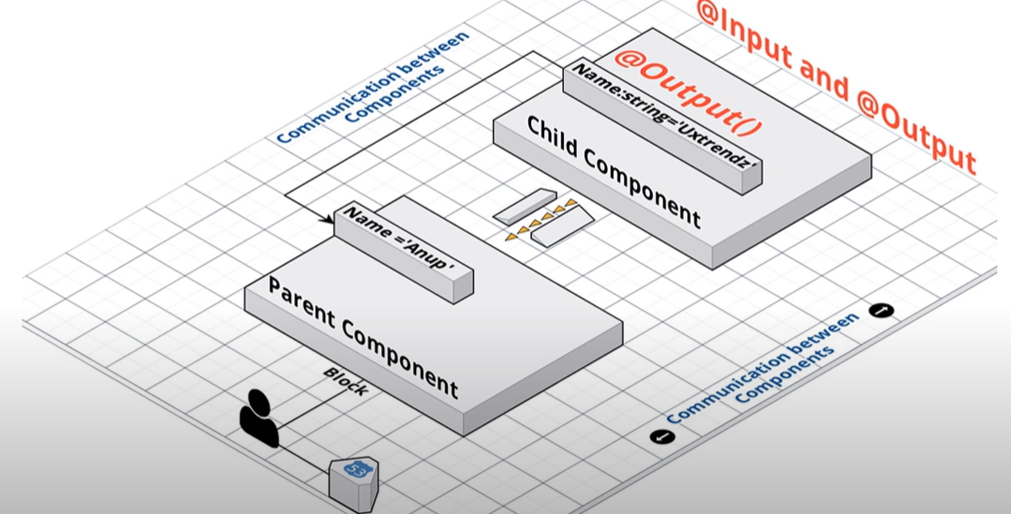 @Input and @Output
Communication between
Components
@Output()
Name:string='Uxtrendz'
Child Component
Name ='Anup'
Parent Component
Block
53
Communication between
Components